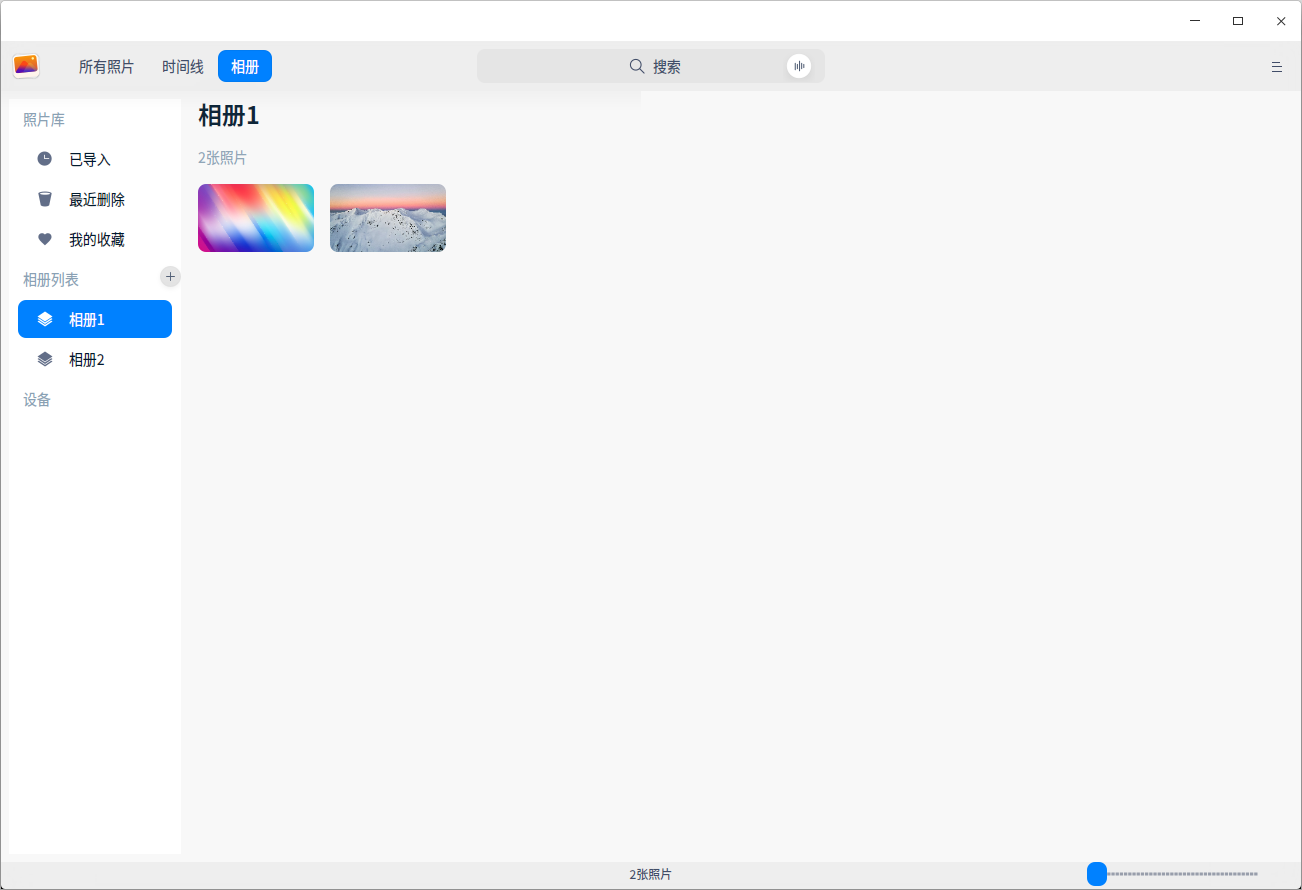 所有照片 时间线 相册 搜索
照片库
已导入
最近删除
我的收藏
相册列表
相册1
相册2
设备
相册1
2张照片
2张照片